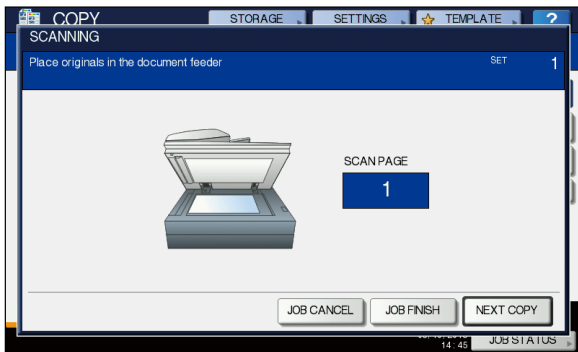 COPY STORAGE SETTINGS TEMPLATE ?
SCANNING
Place originals in the document feeder SET 1
SCAN PAGE
1
JOB CANCEL JOB FINISH NEXT COPY
14:45 JOB STATUS